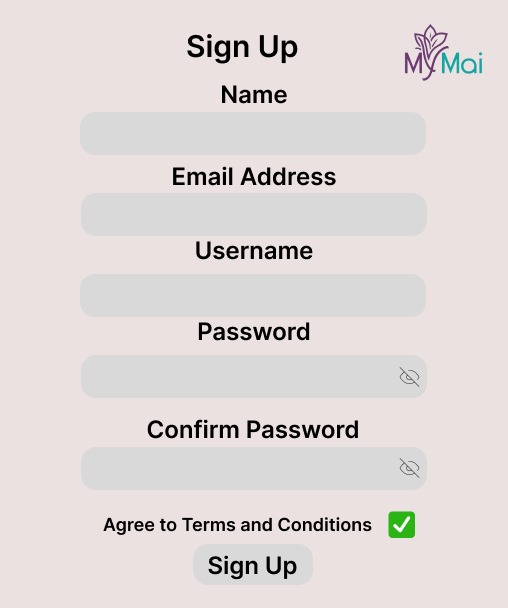 Sign Up
MyMai
Name
Email Address
Username
Password
Confirm Password
Agree to Terms and Conditions
Sign Up